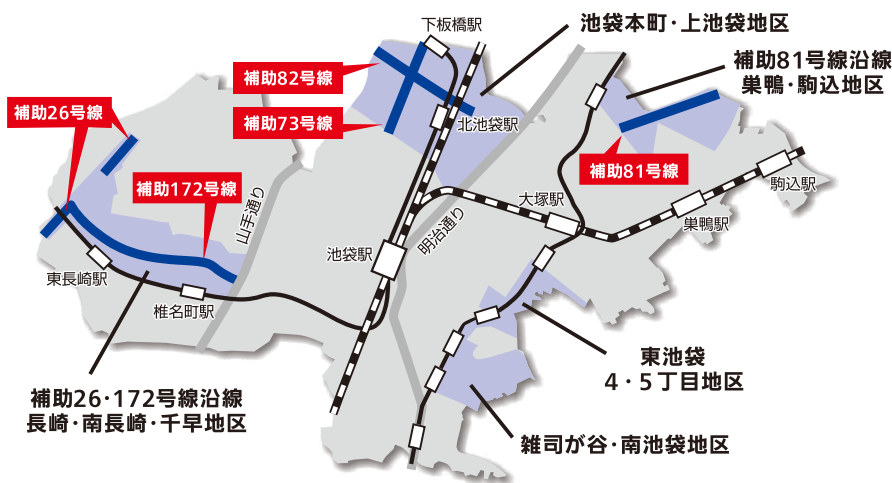 下板橋駅
池袋本町・上池袋地区
補助81号線沿線
巣鴨・駒込地区
補助82号線
補助73号線
北池袋駅
補助26号線
補助81号線
補助172号線
駒込駅
大塚駅
巣鴨駅
山手通り
明治通り
池袋駅
東長崎駅
椎名町駅
東池袋
4・5丁目地区
補助26・172号線沿線
長崎・南長崎・千早地区
雑司が谷・南池袋地区